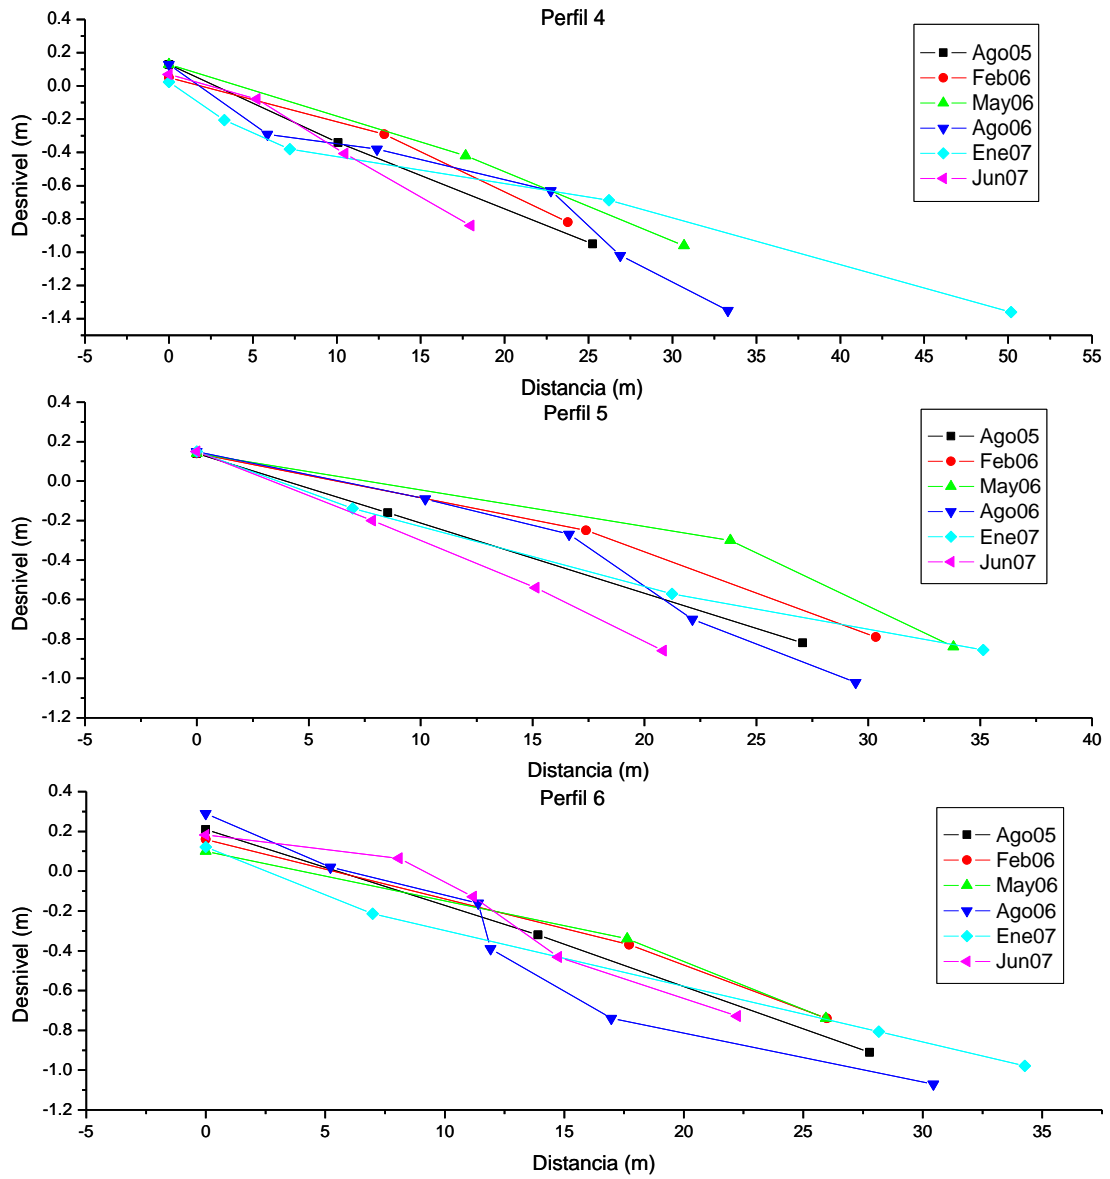 Perfil 4
0.4
0.2
0.0
-0.2
-0.4
-0.6
-0.8
-1.0
-1.2
-1.4
Desnivel (m)
Ago05
Feb06
May06
Ago06
Ene07
Jun07
-5 0 5 10 15 20 25 30 35 40 45 50 55
Distancia (m)
Perfil 5
0.4
0.2
0.0
-0.2
-0.4
-0.6
-0.8
-1.0
-1.2
Desnivel (m)
Ago05
Feb06
May06
Ago06
Ene07
Jun07
-5 0 5 10 15 20 25 30 35 40
Distancia (m)
Perfil 6
0.4
0.2
0.0
-0.2
-0.4
-0.6
-0.8
-1.0
-1.2
Desnivel (m)
Ago05
Feb06
May06
Ago06
Ene07
Jun07
-5 0 5 10 15 20 25 30 35
Distancia (m)